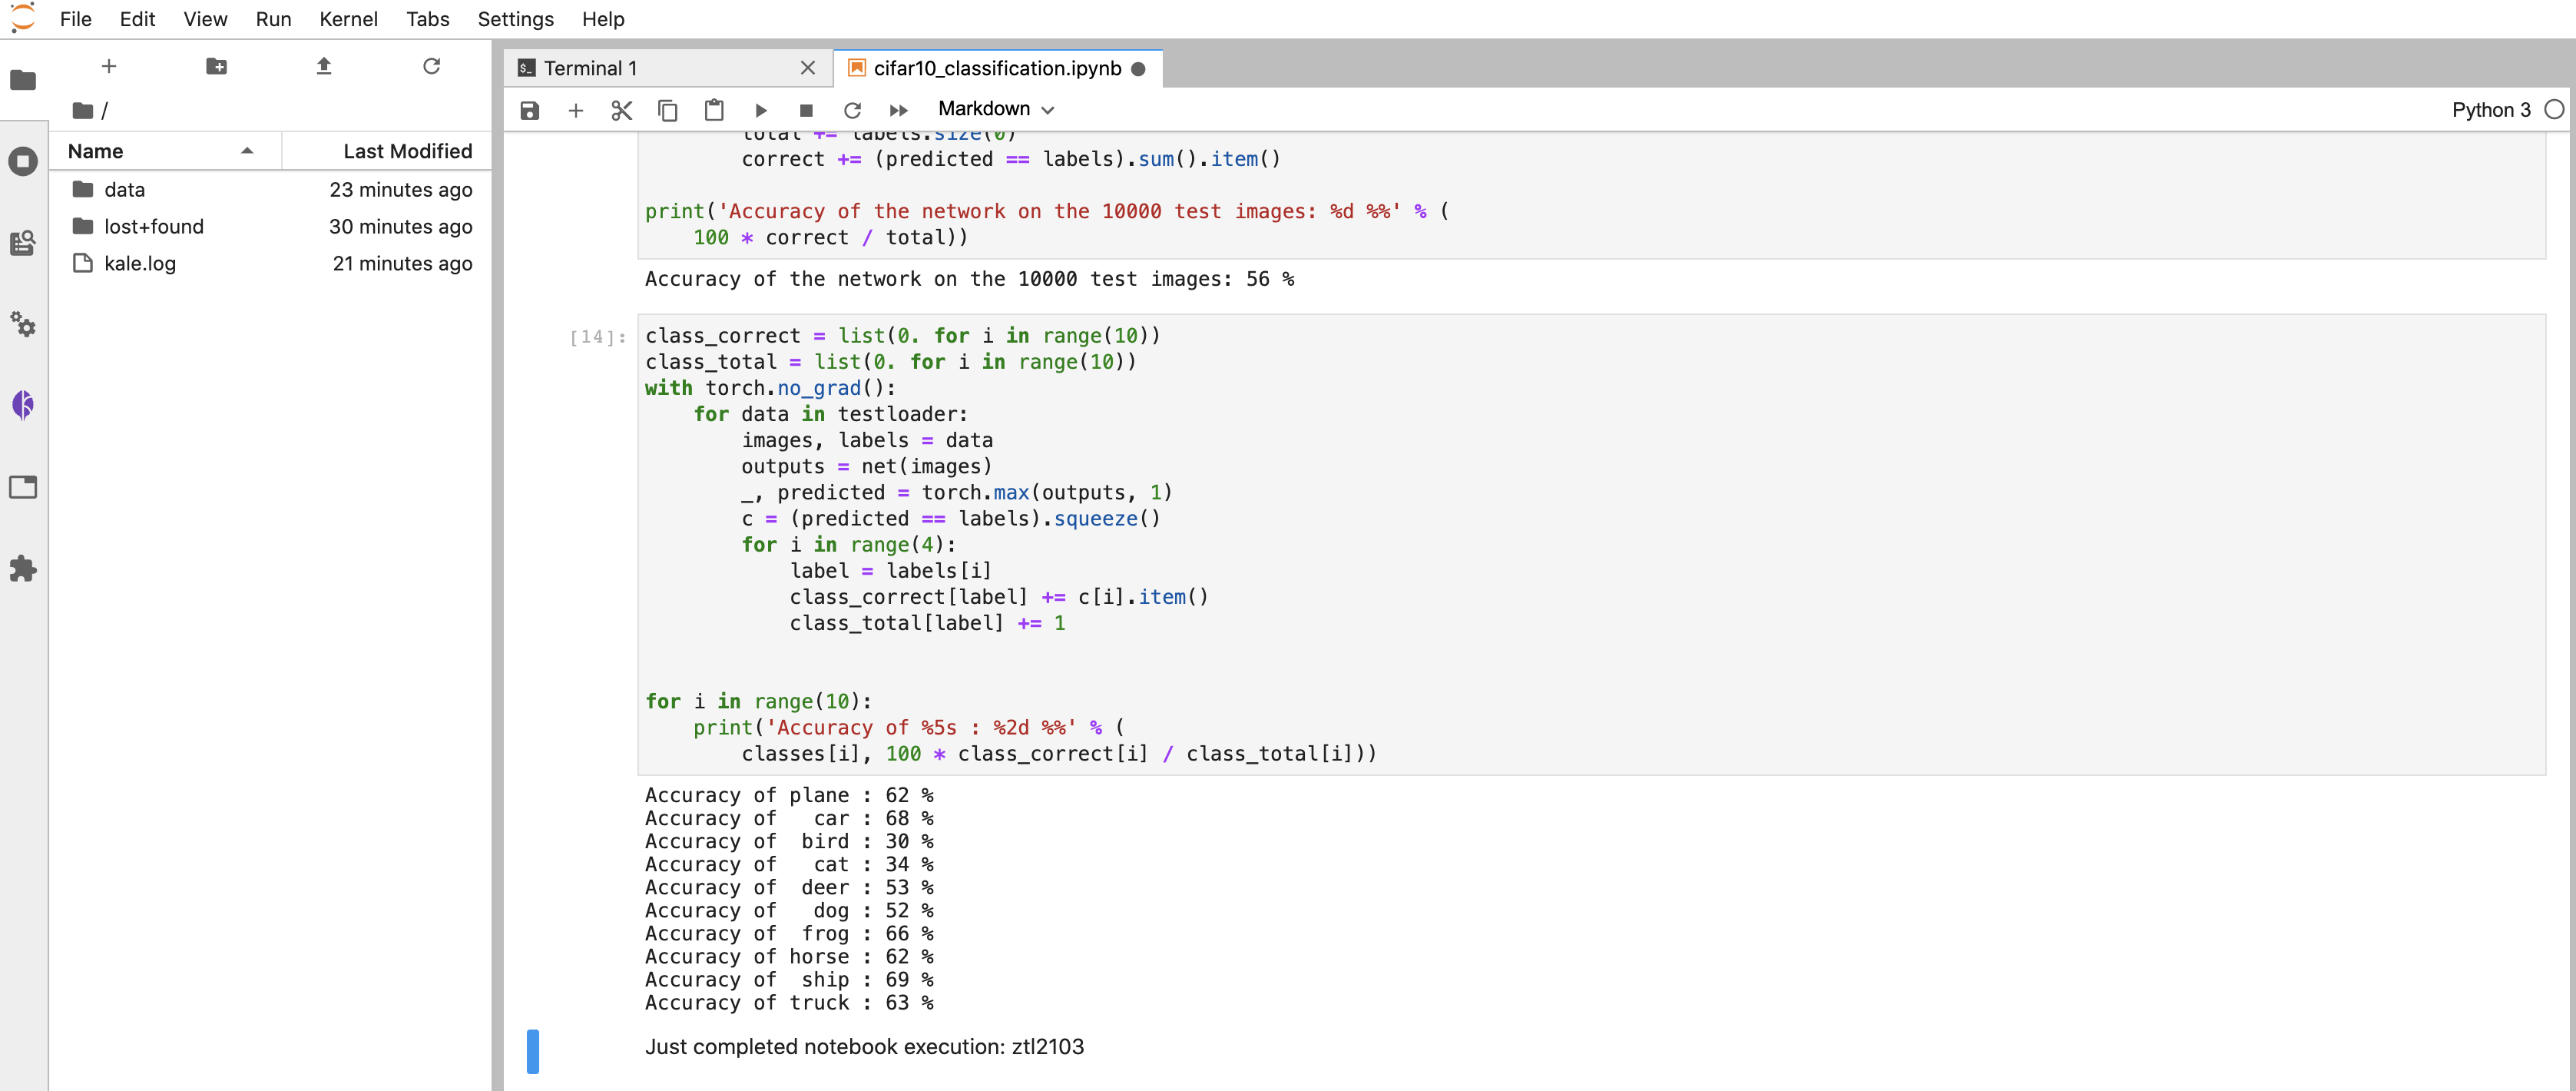 File Edit View Run Kernel Tabs Settings Help
/
Name Last Modified
data 23 minutes ago
lost+found 30 minutes ago
kale.log 21 minutes ago
$_ Terminal 1
cifar10_classification.ipynb
Markdown
Python 3
total += labels.size(0)
correct += (predicted == labels).sum().item()
print('Accuracy of the network on the 10000 test images: %d %%' % (
100 * correct / total))
Accuracy of the network on the 10000 test images: 56 %
[14]:
class_correct = list(0. for i in range(10))
class_total = list(0. for i in range(10))
with torch.no_grad():
for data in testloader:
images, labels = data
outputs = net(images)
_, predicted = torch.max(outputs, 1)
c = (predicted == labels).squeeze()
for i in range(4):
label = labels[i]
class_correct[label] += c[i].item()
class_total[label] += 1
for i in range(10):
print('Accuracy of %5s : %2d %%' % (
classes[i], 100 * class_correct[i] / class_total[i]))
Accuracy of plane : 62 %
Accuracy of   car : 68 %
Accuracy of  bird : 30 %
Accuracy of   cat : 34 %
Accuracy of  deer : 53 %
Accuracy of   dog : 52 %
Accuracy of  frog : 66 %
Accuracy of horse : 62 %
Accuracy of  ship : 69 %
Accuracy of truck : 63 %
Just completed notebook execution: ztl2103